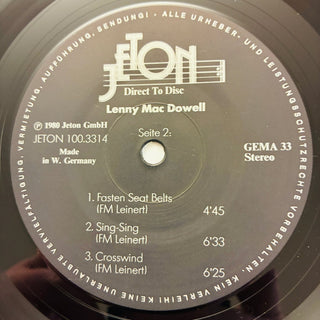 ALLE URHEBER- UND LEISTUNGSSCHUTZRECHTE VORBEHALTEN · KEIN VERLEIH! KEINE UNERLAUBTE VERVIELFÄLTIGUNG, VERMIETUNG, AUFFÜHRUNG, SENDUNG! ·
JETON
Direct To Disc
Lenny Mac Dowell
℗ 1980 Jeton GmbH
JETON 100.3314
Made
in W. Germany
Seite 2:
GEMA 33
Stereo
1. Fasten Seat Belts
(FM Leinert) 4'45
2. Sing-Sing
(FM Leinert) 6'33
3. Crosswind
(FM Leinert) 6'25